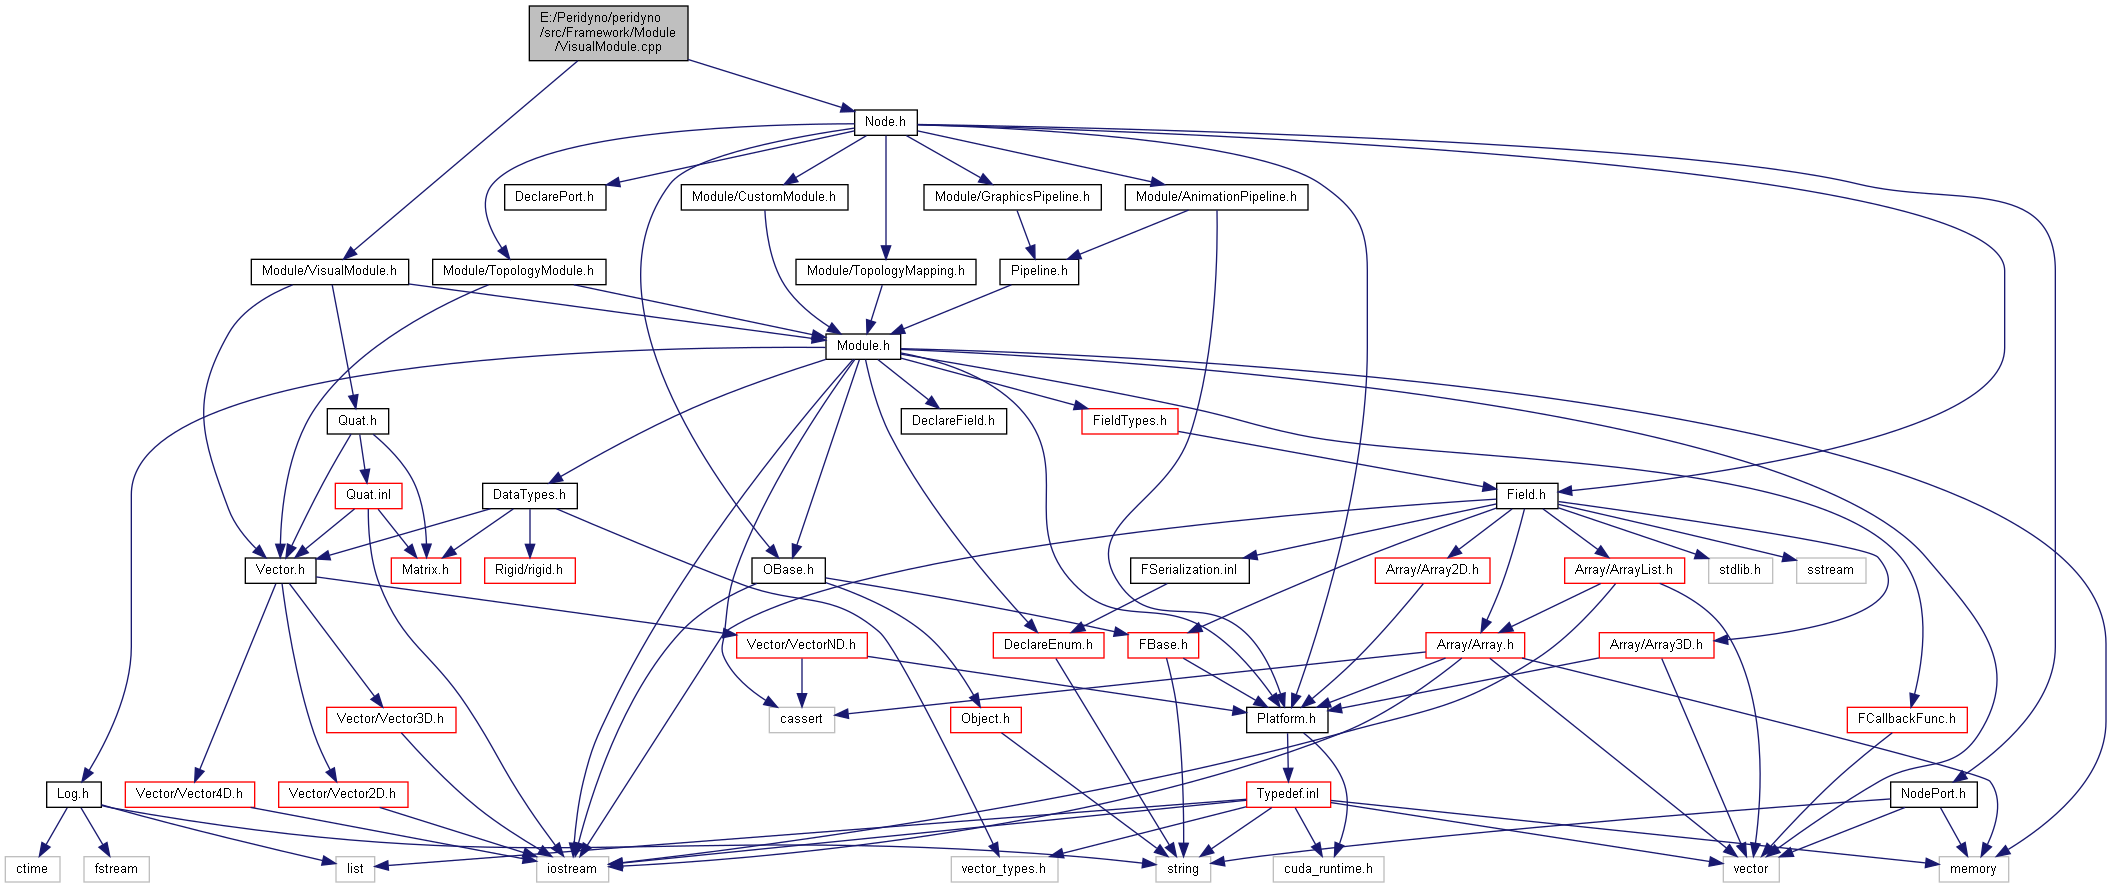 E:/Peridyno/peridyno
/src/Framework/Module
/VisualModule.cpp
Node.h
DeclarePort.h
Module/CustomModule.h
Module/GraphicsPipeline.h
Module/AnimationPipeline.h
Module/VisualModule.h
Module/TopologyModule.h
Module/TopologyMapping.h
Pipeline.h
Module.h
Quat.h
DeclareField.h
FieldTypes.h
Quat.inl
DataTypes.h
Field.h
Vector.h
Matrix.h
Rigid/rigid.h
OBase.h
FSerialization.inl
Array/Array2D.h
Array/ArrayList.h
stdlib.h
sstream
Vector/VectorND.h
DeclareEnum.h
FBase.h
Array/Array.h
Array/Array3D.h
Vector/Vector3D.h
cassert
Object.h
Platform.h
FCallbackFunc.h
Log.h
Vector/Vector4D.h
Vector/Vector2D.h
Typedef.inl
NodePort.h
ctime
fstream
list
iostream
vector_types.h
string
cuda_runtime.h
vector
memory